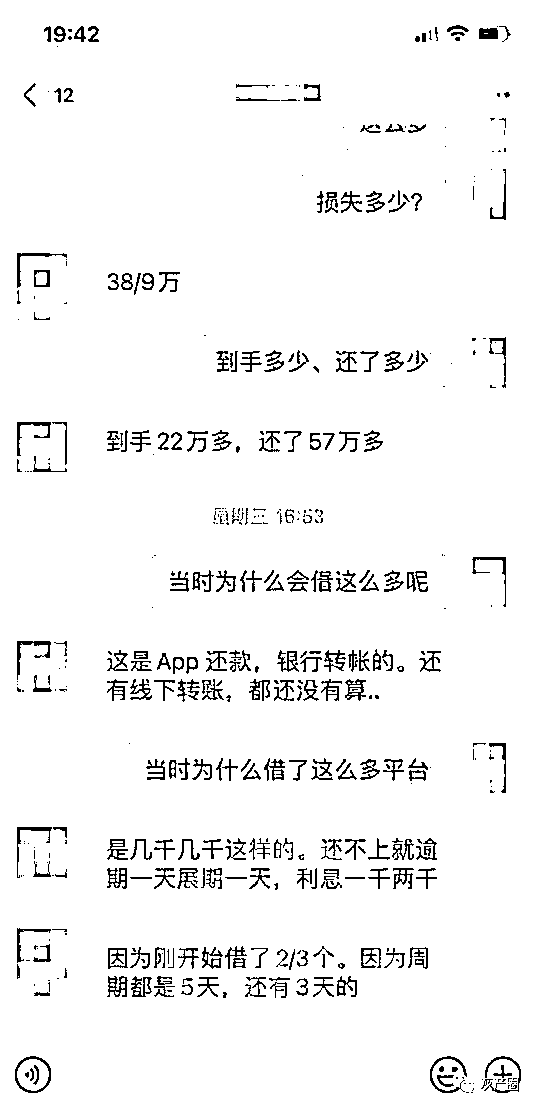 19:42
12
这么多
损失多少?
38/9万
到手多少、还了多少
到手22万多，还了57万多
星期三 16:53
当时为什么会借这么多呢
这是App 还款，银行转帐的。还
有线下转账，都还没有算..
当时为什么借了这么多平台
是几千几千这样的。还不上就逾
期一天展期一天，利息一千两千
因为刚开始借了2/3个。因为周
期都是5天，还有3天的
灰产圈